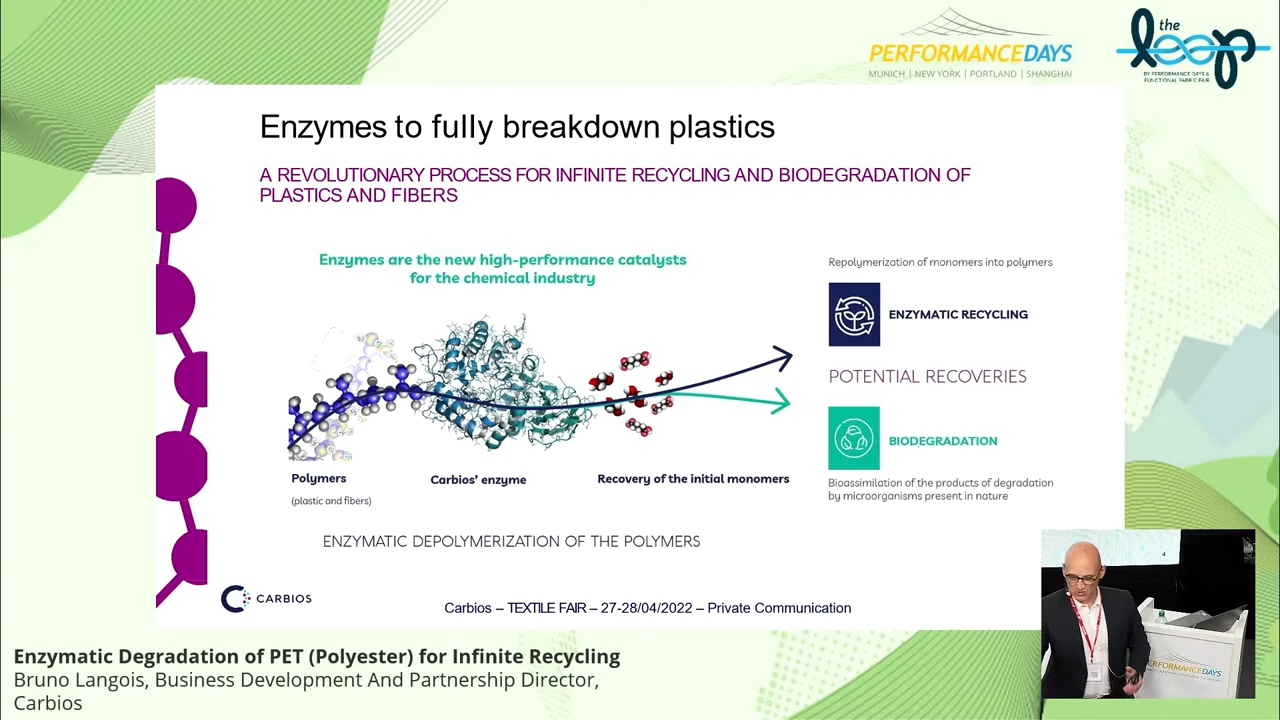 PERFORMANCEDAYS
MUNICH | NEW YORK | PORTLAND | SHANGHAI
the
loop
BY PERFORMANCE DAYS &
FUNCTIONAL FABRIC FAIR
Enzymes to fully breakdown plastics
A REVOLUTIONARY PROCESS FOR INFINITE RECYCLING AND BIODEGRADATION OF
PLASTICS AND FIBERS
Enzymes are the new high-performance catalysts
for the chemical industry
Repolymerization of monomers into polymers
ENZYMATIC RECYCLING
POTENTIAL RECOVERIES
BIODEGRADATION
Bioassimilation of the products of degradation
by microorganisms present in nature
Polymers
(plastic and fibers)
Carbios' enzyme
Recovery of the initial monomers
ENZYMATIC DEPOLYMERIZATION OF THE POLYMERS
CARBIOS
Carbios – TEXTILE FAIR – 27-28/04/2022 – Private Communication
4
PERFORMANCEDAYS
Enzymatic Degradation of PET (Polyester) for Infinite Recycling
Bruno Langois, Business Development And Partnership Director,
Carbios